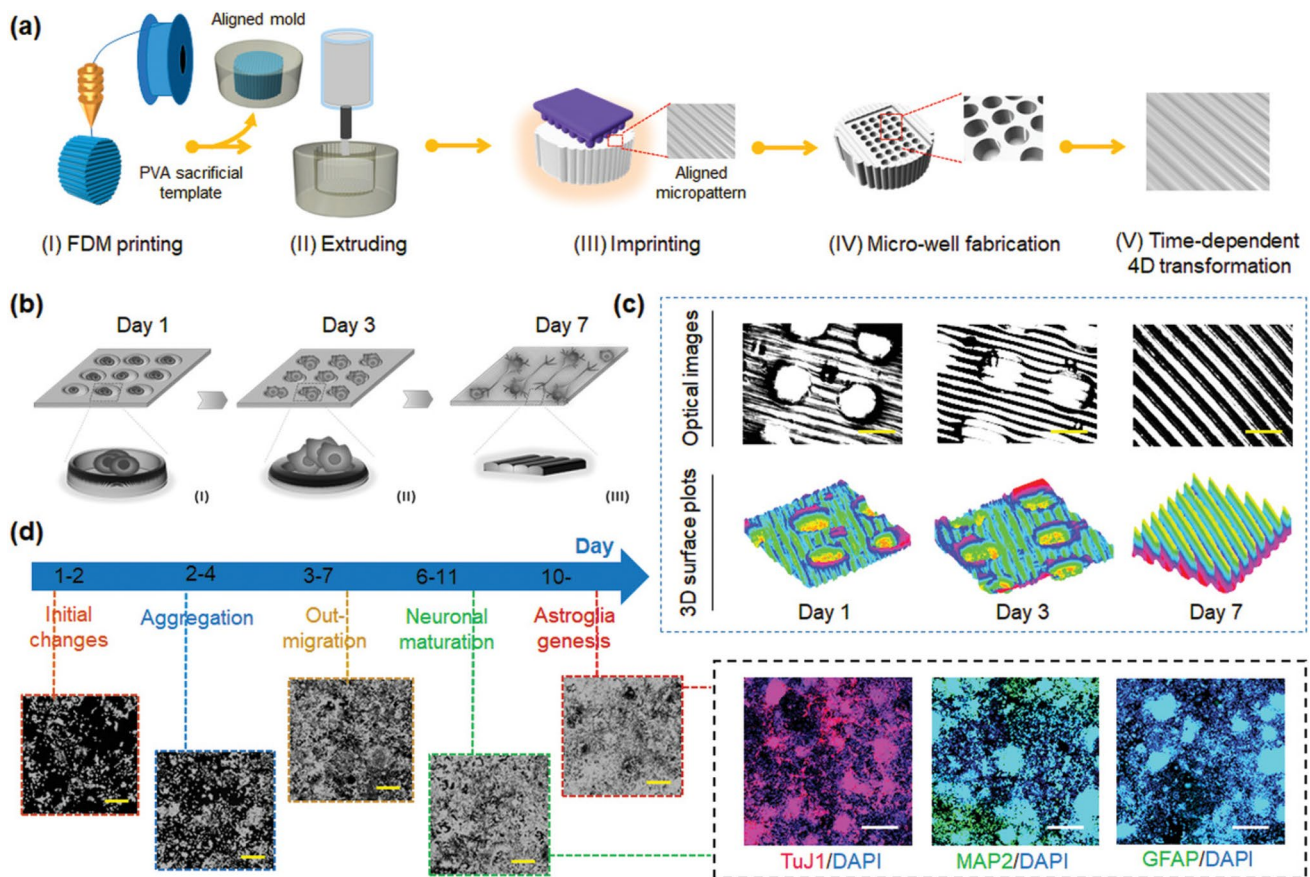 (a)
Aligned mold
PVA sacrificial
template
Aligned
micropattern
(I) FDM printing
(II) Extruding
(III) Imprinting
(IV) Micro-well fabrication
(V) Time-dependent
4D transformation
(b)
Day 1
Day 3
Day 7
(I)
(II)
(III)
(c)
Optical images
3D surface plots
Day 1
Day 3
Day 7
(d)
Day
1-2
2-4
3-7
6-11
10-
Initial
changes
Aggregation
Out-
migration
Neuronal
maturation
Astroglia
genesis
TuJ1/DAPI
MAP2/DAPI
GFAP/DAPI